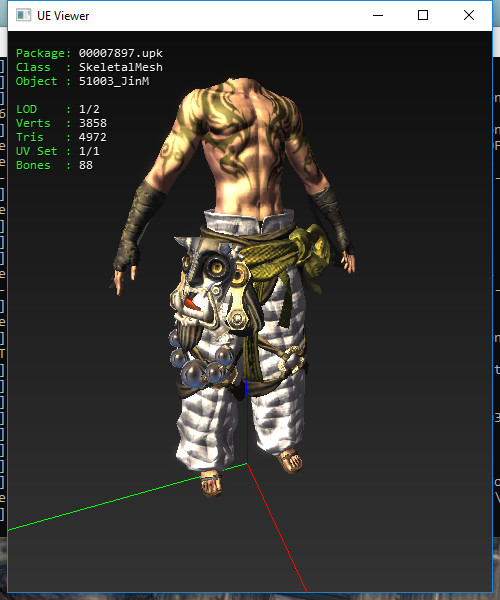 UE Viewer
Package: 00007897.upk
Class : SkeletalMesh
Object : 51003_JinM
LOD : 1/2
Verts : 3858
Tris : 4972
UV Set : 1/1
Bones : 88